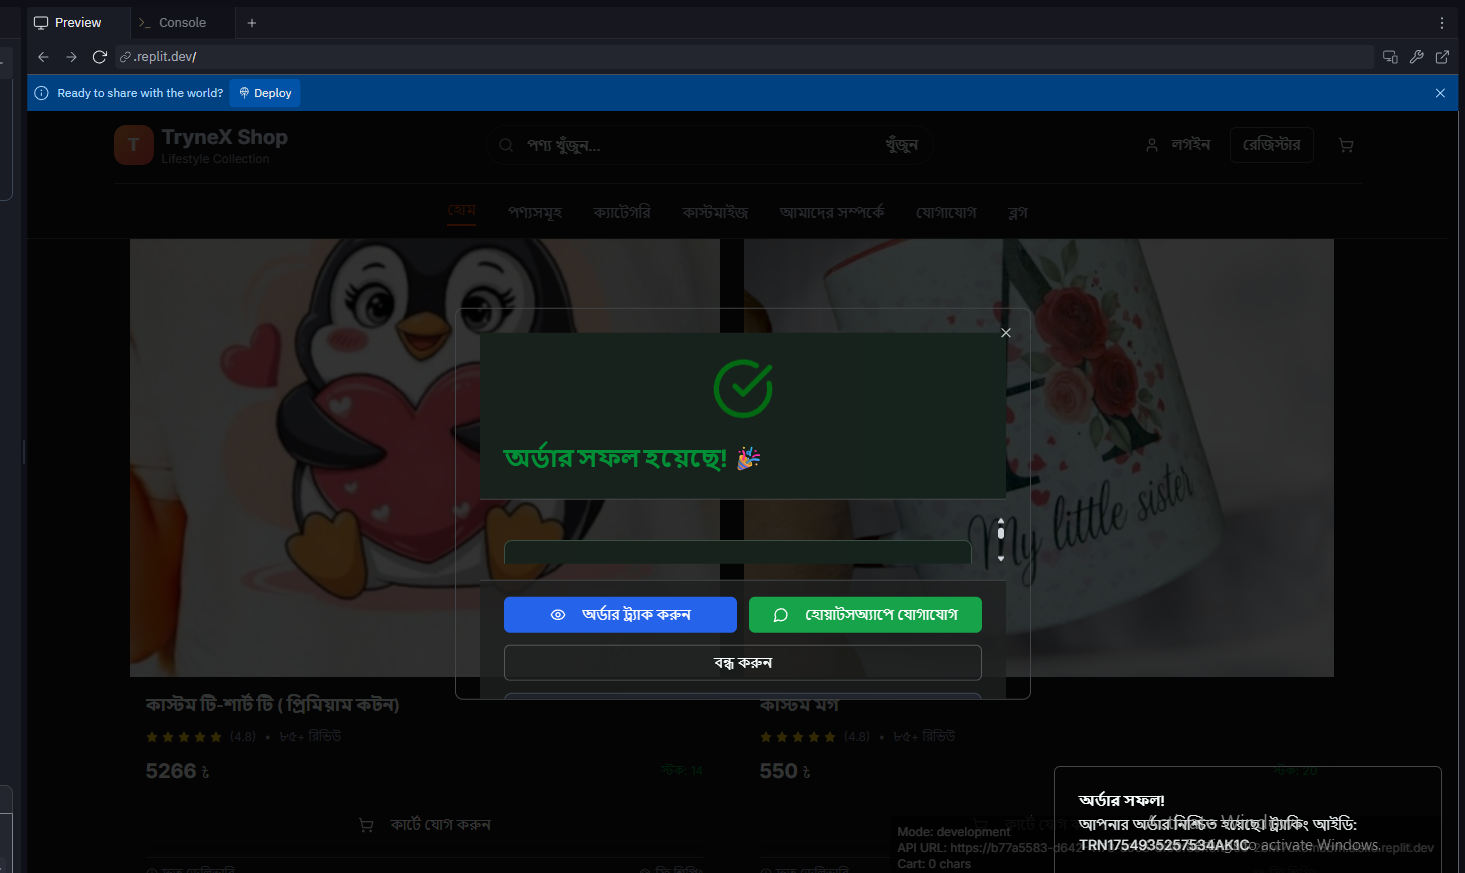 Preview
Console
.replit.dev/
Ready to share with the world?
Deploy
T
TryneX Shop
Lifestyle Collection
পণ্য খুঁজুন...
খুঁজুন
লগইন
রেজিস্টার
হোম
পণ্যসমূহ
ক্যাটেগরি
কাস্টমাইজ
আমাদের সম্পর্কে
যোগাযোগ
ব্লগ
My little sister
অর্ডার সফল হয়েছে! 🎉
অর্ডার ট্র্যাক করুন
হোয়াটসঅ্যাপে যোগাযোগ
বন্ধ করুন
কাস্টম টি-শার্ট টি ( প্রিমিয়াম কটন)
কাস্টম মগ
★★★★★ (4.8) • ৮৫+ রিভিউ
★★★★★ (4.8) • ৮৫+ রিভিউ
5266 ৳
স্টক: 14
550 ৳
স্টক: 20
কার্টে যোগ করুন
কার্টে যোগ
অর্ডার সফল!
আপনার অর্ডার নিশ্চিত হয়েছে। ট্র্যাকিং আইডি:
TRN1754935257534AK1C
to activate Windows.
Mode: development
API URL: https://b77a5583-d642
.replit.dev
Cart: 0 chars